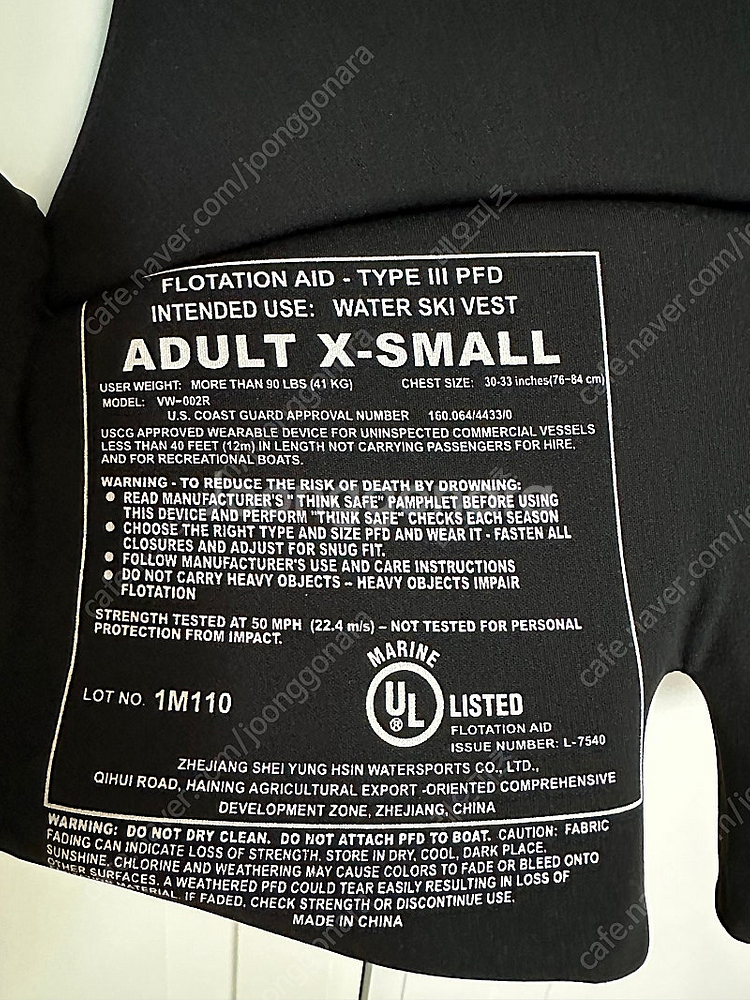 FLOTATION AID - TYPE III PFD
INTENDED USE: WATER SKI VEST
ADULT X-SMALL
USER WEIGHT: MORE THAN 90 LBS (41 KG) CHEST SIZE: 30-33 inches(76-84 cm)
MODEL: VW-002R
U.S. COAST GUARD APPROVAL NUMBER 160.064/4433/0
USCG APPROVED WEARABLE DEVICE FOR UNINSPECTED COMMERCIAL VESSELS
LESS THAN 40 FEET (12m) IN LENGTH NOT CARRYING PASSENGERS FOR HIRE,
AND FOR RECREATIONAL BOATS.
WARNING - TO REDUCE THE RISK OF DEATH BY DROWNING:
● READ MANUFACTURER'S " THINK SAFE" PAMPHLET BEFORE USING
THIS DEVICE AND PERFORM "THINK SAFE" CHECKS EACH SEASON
● CHOOSE THE RIGHT TYPE AND SIZE PFD AND WEAR IT - FASTEN ALL
CLOSURES AND ADJUST FOR SNUG FIT.
● FOLLOW MANUFACTURER'S USE AND CARE INSTRUCTIONS
● DO NOT CARRY HEAVY OBJECTS – HEAVY OBJECTS IMPAIR
FLOTATION
STRENGTH TESTED AT 50 MPH (22.4 m/s) – NOT TESTED FOR PERSONAL
PROTECTION FROM IMPACT.
MARINE
UL ®
LISTED
FLOTATION AID
ISSUE NUMBER: L-7540
LOT NO. 1M110
ZHEJIANG SHEI YUNG HSIN WATERSPORTS CO., LTD.,
QIHUI ROAD, HAINING AGRICULTURAL EXPORT -ORIENTED COMPREHENSIVE
DEVELOPMENT ZONE, ZHEJIANG, CHINA
WARNING: DO NOT DRY CLEAN. DO NOT ATTACH PFD TO BOAT. CAUTION: FABRIC
FADING CAN INDICATE LOSS OF STRENGTH. STORE IN DRY, COOL, DARK PLACE.
SUNSHINE, CHLORINE AND WEATHERING MAY CAUSE COLORS TO FADE OR BLEED ONTO
OTHER SURFACES. A WEATHERED PFD COULD TEAR EASILY RESULTING IN LOSS OF
MATERIAL. IF FADED, CHECK STRENGTH OR DISCONTINUE USE.
MADE IN CHINA
cafe.naver.com/joonggonara
cafe.naver.com/joonggonara
cafe.naver.com/joonggonara